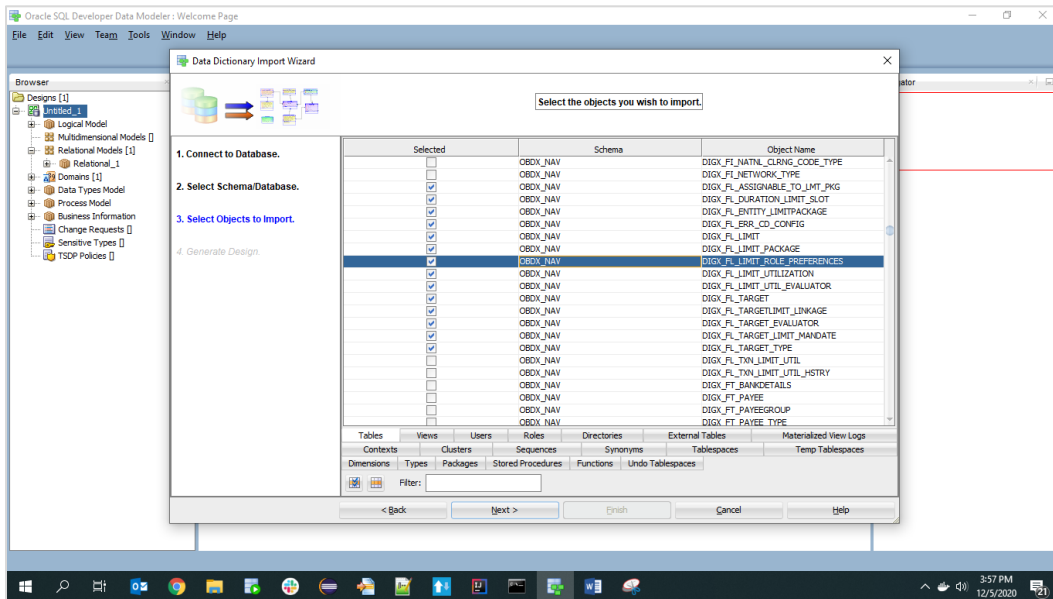 Oracle SQL Developer Data Modeler : Welcome Page
File Edit View Team Tools Window Help
Data Dictionary Import Wizard
Browser
Designs [1]
Untitled_1
Logical Model
Multidimensional Models []
Relational Models [1]
Relational_1
Domains [1]
Data Types Model
Process Model
Business Information
Change Requests []
Sensitive Types []
TSDP Policies []
gator
Select the objects you wish to import.
1. Connect to Database.
2. Select Schema/Database.
3. Select Objects to Import.
4. Generate Design.
Selected Schema Object Name
OBDX_NAV DIGX_FI_NATNL_CLRNG_CODE_TYPE
OBDX_NAV DIGX_FI_NETWORK_TYPE
OBDX_NAV DIGX_FL_ASSIGNABLE_TO_LMT_PKG
OBDX_NAV DIGX_FL_DURATION_LIMIT_SLOT
OBDX_NAV DIGX_FL_ENTITY_LIMITPACKAGE
OBDX_NAV DIGX_FL_ERR_CD_CONFIG
OBDX_NAV DIGX_FL_LIMIT
OBDX_NAV DIGX_FL_LIMIT_PACKAGE
OBDX_NAV DIGX_FL_LIMIT_ROLE_PREFERENCES
OBDX_NAV DIGX_FL_LIMIT_UTILIZATION
OBDX_NAV DIGX_FL_LIMIT_UTIL_EVALUATOR
OBDX_NAV DIGX_FL_TARGET
OBDX_NAV DIGX_FL_TARGETLIMIT_LINKAGE
OBDX_NAV DIGX_FL_TARGET_EVALUATOR
OBDX_NAV DIGX_FL_TARGET_LIMIT_MANDATE
OBDX_NAV DIGX_FL_TARGET_TYPE
OBDX_NAV DIGX_FL_TXN_LIMIT_UTIL
OBDX_NAV DIGX_FL_TXN_LIMIT_UTIL_HSTRY
OBDX_NAV DIGX_FT_BANKDETAILS
OBDX_NAV DIGX_FT_PAYEE
OBDX_NAV DIGX_FT_PAYEEGROUP
OBDX_NAV DIGX_FT_PAYEE_TYPE
Tables Views Users Roles Directories External Tables Materialized View Logs
Contexts Clusters Sequences Synonyms Tablespaces Temp Tablespaces
Dimensions Types Packages Stored Procedures Functions Undo Tablespaces
Filter:
< Back Next > Finish Cancel Help
3:57 PM
12/5/2020
21